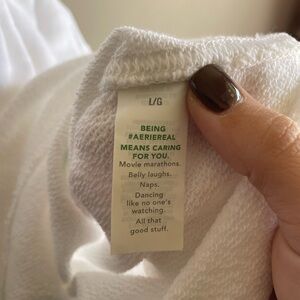 L/G
BEING
#AERIEREAL
MEANS CARING
FOR YOU.
Movie marathons.
Belly laughs.
Naps.
Dancing
like no one's
watching.
All that
good stuff.